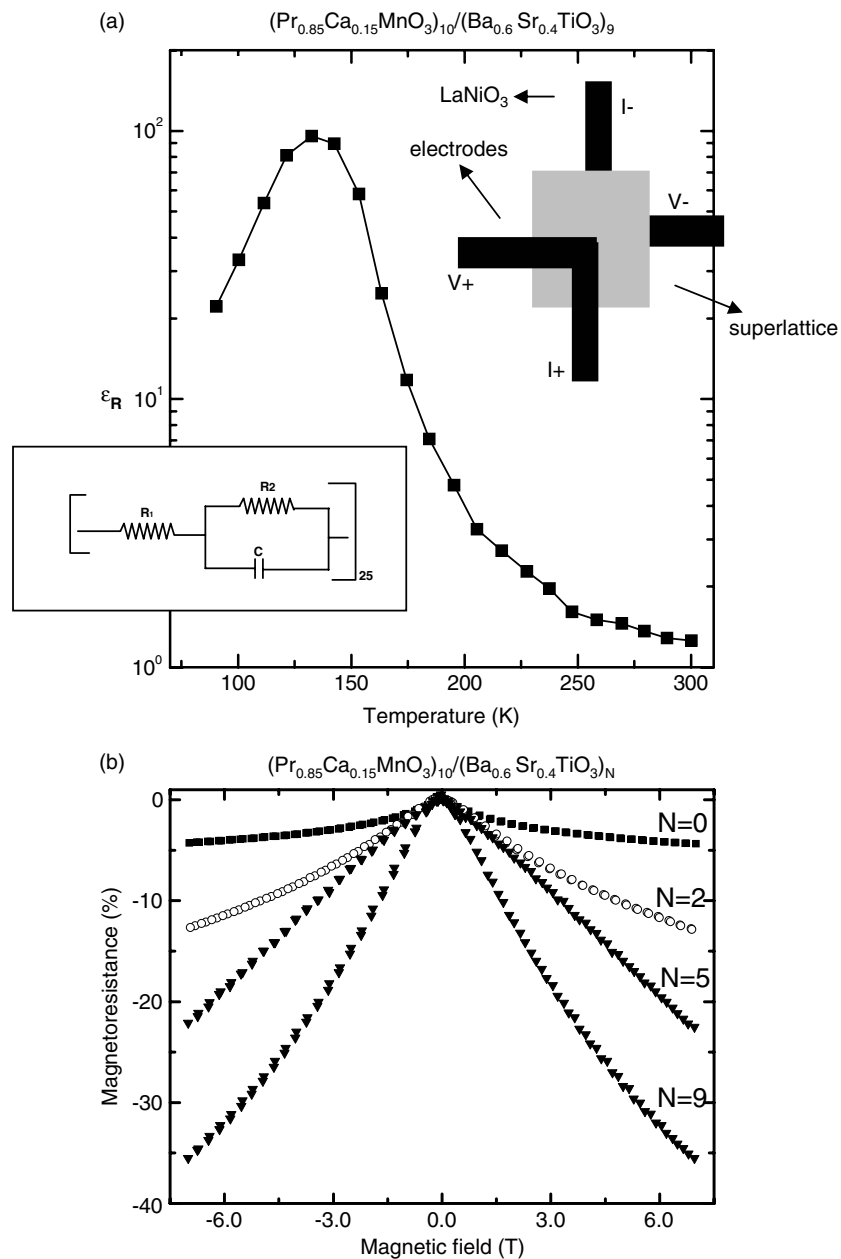 (a)
(Pr₀.₈₅Ca₀.₁₅MnO₃)₁₀/(Ba₀.₆ Sr₀.₄TiO₃)₉
LaNiO₃
I-
electrodes
V-
V+
superlattice
I+
10²
10¹
10⁰
εR
R₁
R₂
C
25
100 150 200 250 300
Temperature (K)
(b)
(Pr₀.₈₅Ca₀.₁₅MnO₃)₁₀/(Ba₀.₆ Sr₀.₄TiO₃)N
0
-10
-20
-30
-40
Magnetoresistance (%)
N=0
N=2
N=5
N=9
-6.0 -3.0 0.0 3.0 6.0
Magnetic field (T)